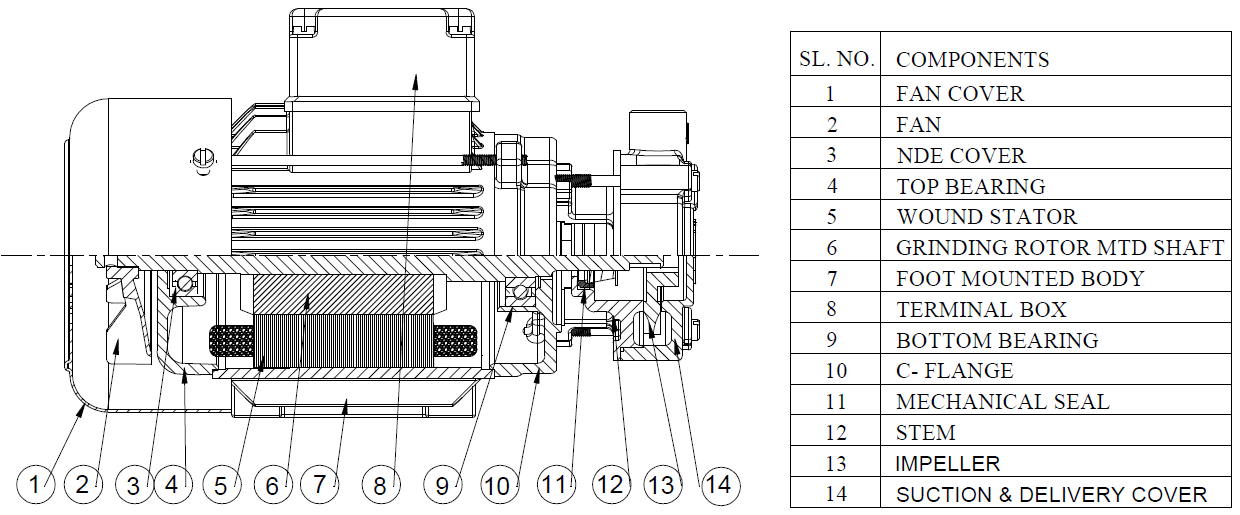 1 2 3 4 5 6 7 8 9 10 11 12 13 14
SL. NO. COMPONENTS
1 FAN COVER
2 FAN
3 NDE COVER
4 TOP BEARING
5 WOUND STATOR
6 GRINDING ROTOR MTD SHAFT
7 FOOT MOUNTED BODY
8 TERMINAL BOX
9 BOTTOM BEARING
10 C- FLANGE
11 MECHANICAL SEAL
12 STEM
13 IMPELLER
14 SUCTION & DELIVERY COVER